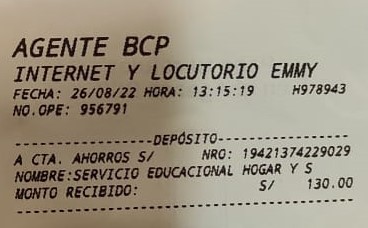 AGENTE BCP
INTERNET Y LOCUTORIO EMMY
FECHA: 26/08/22 HORA: 13:15:19 H978943
NO.OPE: 956791
--------------------DEPÓSITO--------------------
A CTA. AHORROS S/ NRO: 19421374229029
NOMBRE:SERVICIO EDUCACIONAL HOGAR Y S
MONTO RECIBIDO: S/ 130.00
------------------------------------------------